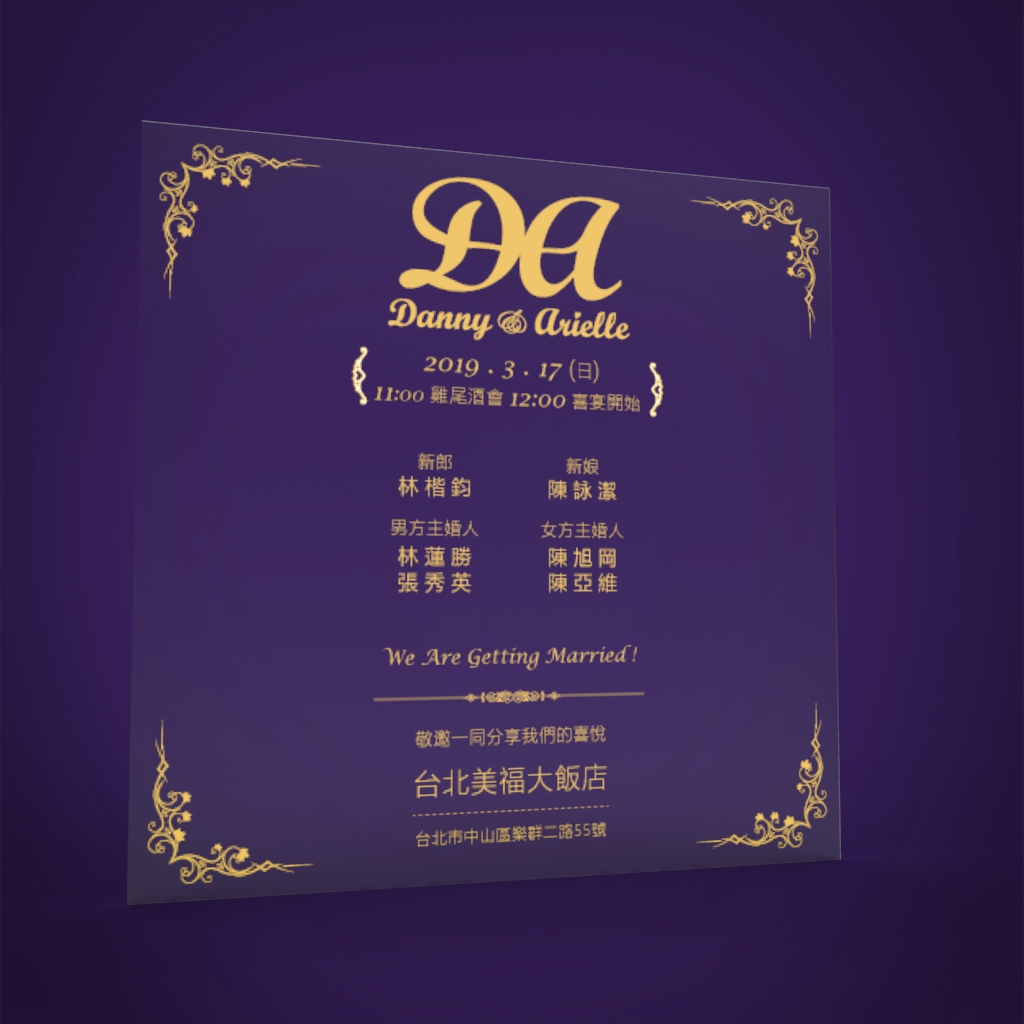 DA
Danny & Arielle
2019 . 3 . 17 (日)
11:00 雞尾酒會 12:00 喜宴開始
新郎 新娘
林楷鈞 陳詠潔
男方主婚人 女方主婚人
林蓮勝 陳旭岡
張秀英 陳亞維
We Are Getting Married !
敬邀一同分享我們的喜悅
台北美福大飯店
台北市中山區樂群二路55號